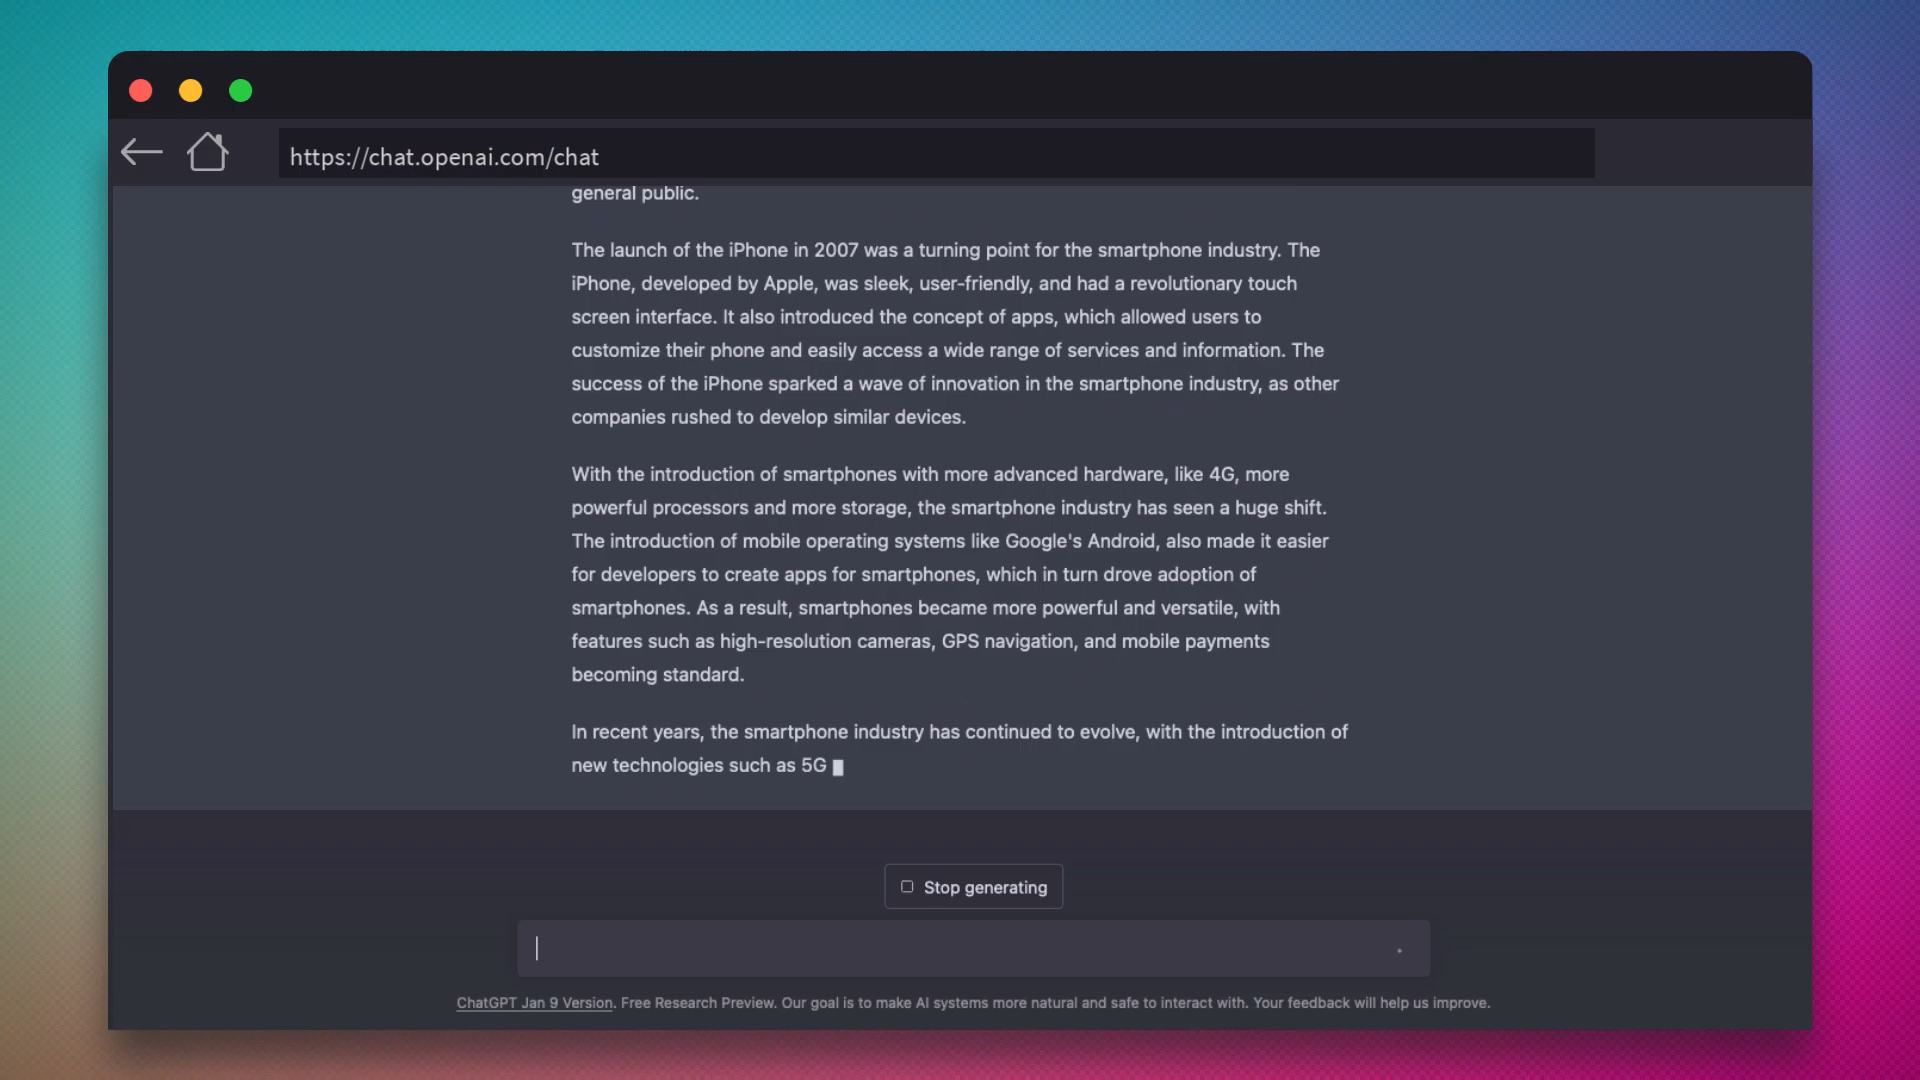 https://chat.openai.com/chat
general public.
The launch of the iPhone in 2007 was a turning point for the smartphone industry. The
iPhone, developed by Apple, was sleek, user-friendly, and had a revolutionary touch
screen interface. It also introduced the concept of apps, which allowed users to
customize their phone and easily access a wide range of services and information. The
success of the iPhone sparked a wave of innovation in the smartphone industry, as other
companies rushed to develop similar devices.
With the introduction of smartphones with more advanced hardware, like 4G, more
powerful processors and more storage, the smartphone industry has seen a huge shift.
The introduction of mobile operating systems like Google's Android, also made it easier
for developers to create apps for smartphones, which in turn drove adoption of
smartphones. As a result, smartphones became more powerful and versatile, with
features such as high-resolution cameras, GPS navigation, and mobile payments
becoming standard.
In recent years, the smartphone industry has continued to evolve, with the introduction of
new technologies such as 5G
Stop generating
ChatGPT Jan 9 Version. Free Research Preview. Our goal is to make AI systems more natural and safe to interact with. Your feedback will help us improve.